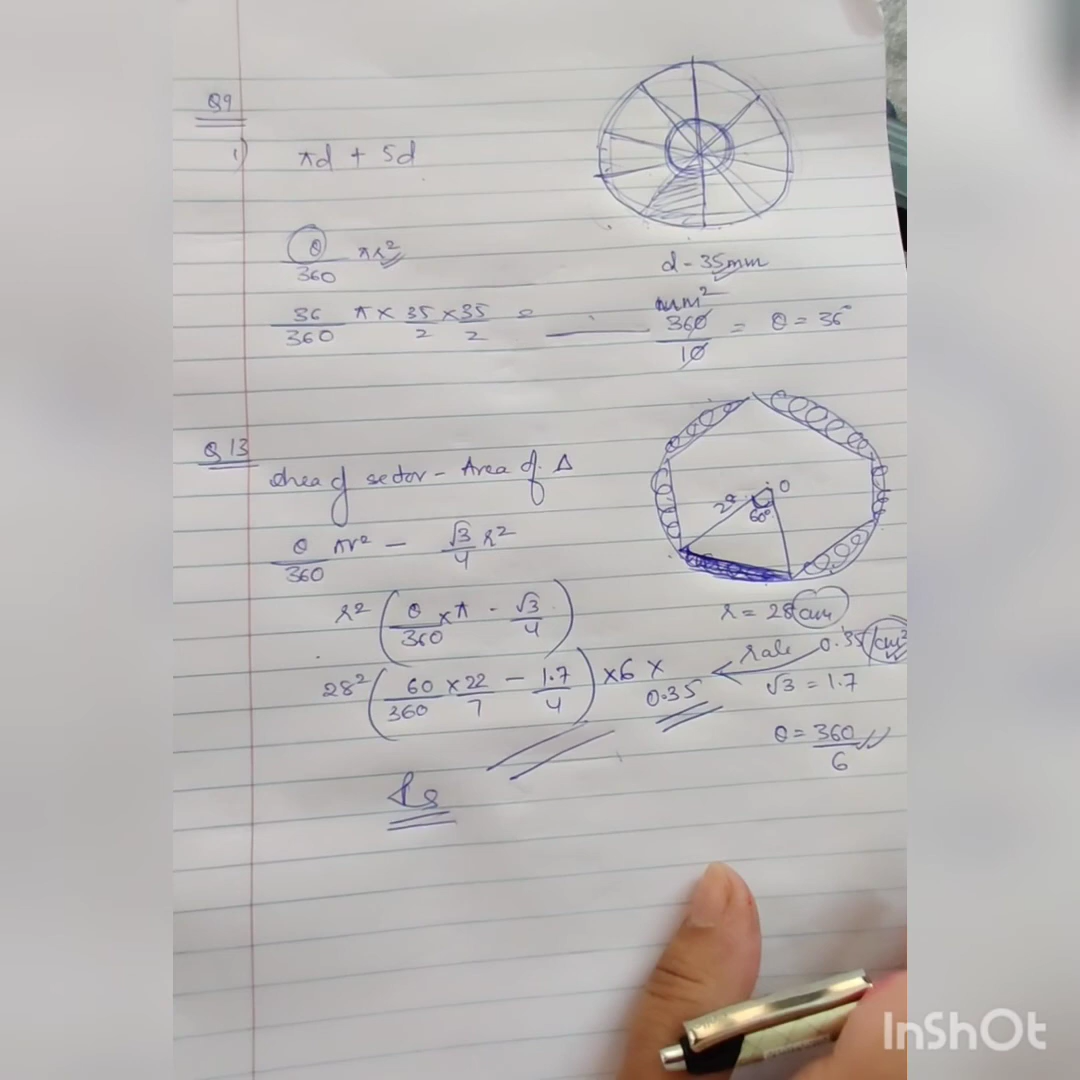 Q9
1) πd + 5d
θ/360 πr²
d - 35mm
36/360 π × 35/2 × 35/2 = mm²
360/10 = θ = 36°
Q13
Area of sector - Area of Δ
O
28
60°
θ/360 πr² - √3/4 r²
r² (θ/360 × π - √3/4)
r = 28cm
rate 0.35/cm²
28² (60/360 × 22/7 - 1.7/4) × 6 × 0.35
√3 = 1.7
θ = 360/6
Rs
InShOt